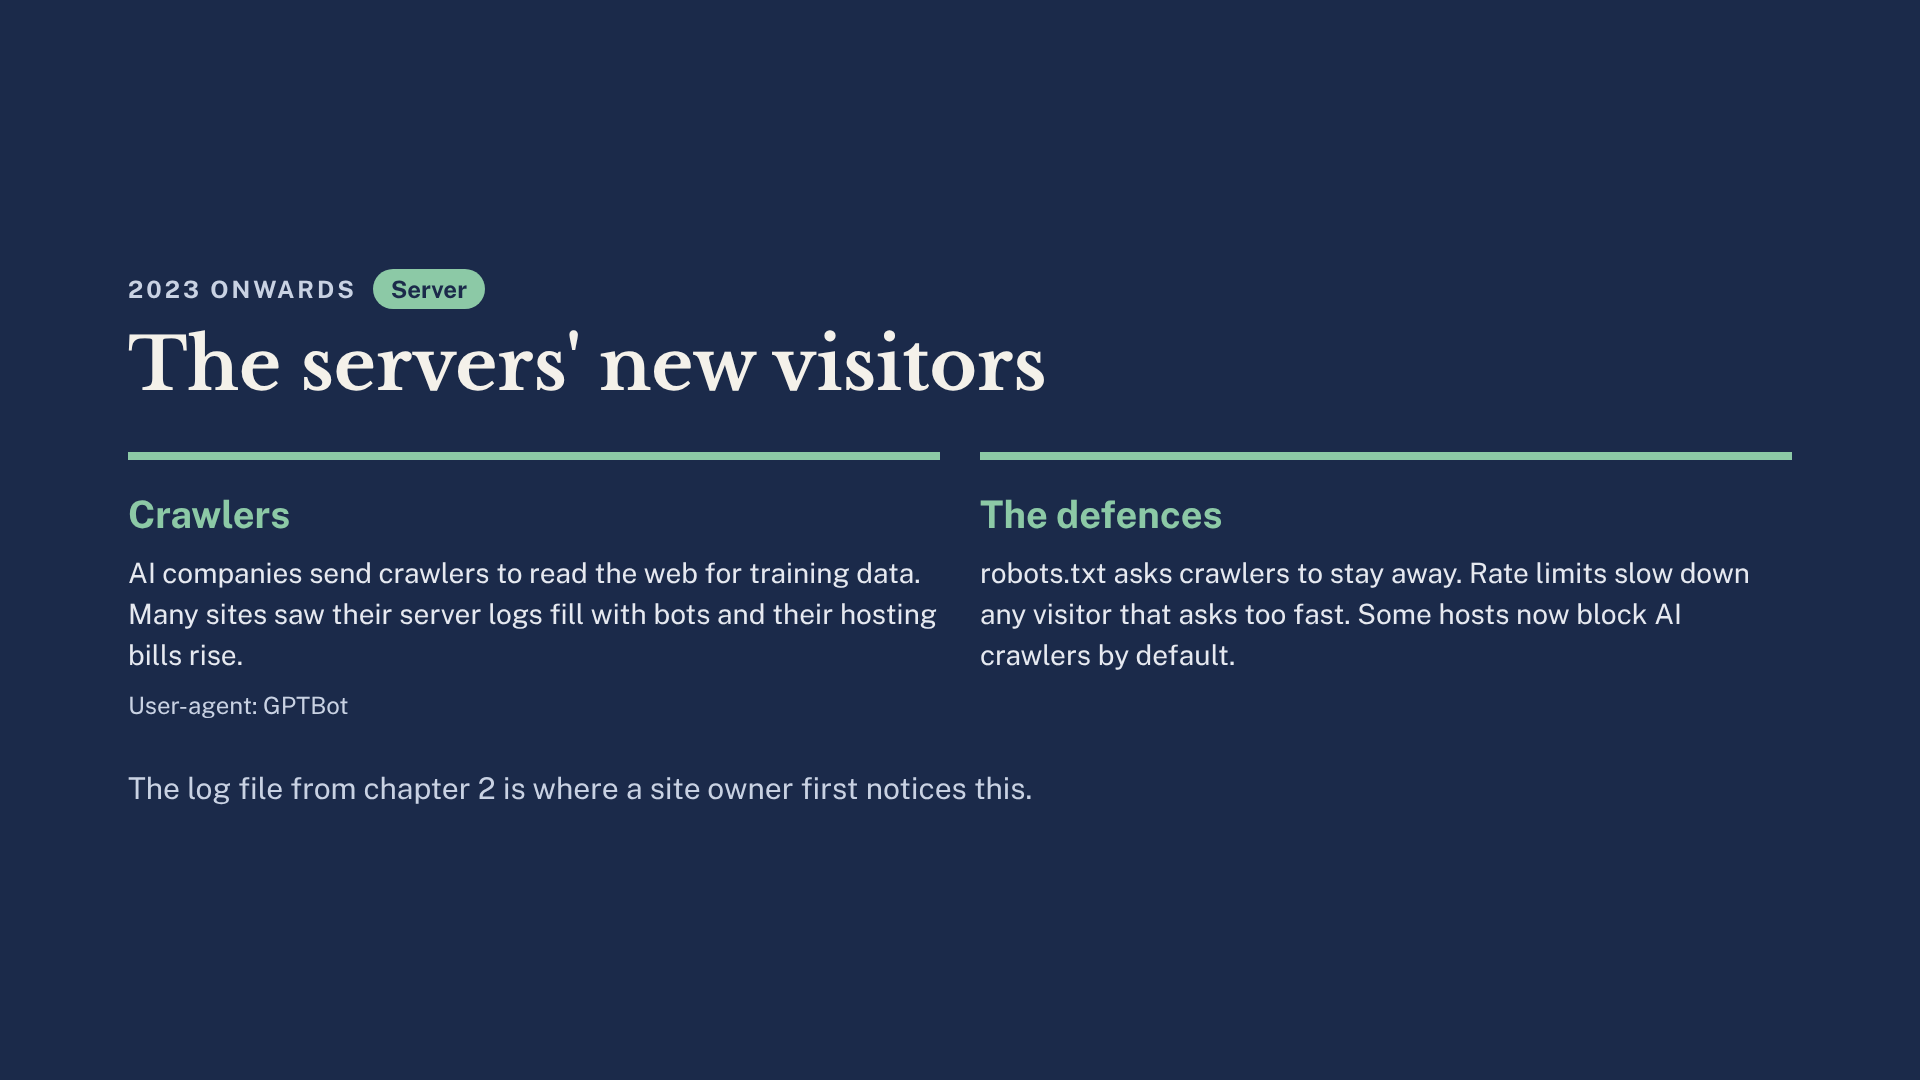 2023 ONWARDS Server
The servers' new visitors
Crawlers
AI companies send crawlers to read the web for training data.
Many sites saw their server logs fill with bots and their hosting
bills rise.
User-agent: GPTBot
The defences
robots.txt asks crawlers to stay away. Rate limits slow down
any visitor that asks too fast. Some hosts now block AI
crawlers by default.
The log file from chapter 2 is where a site owner first notices this.